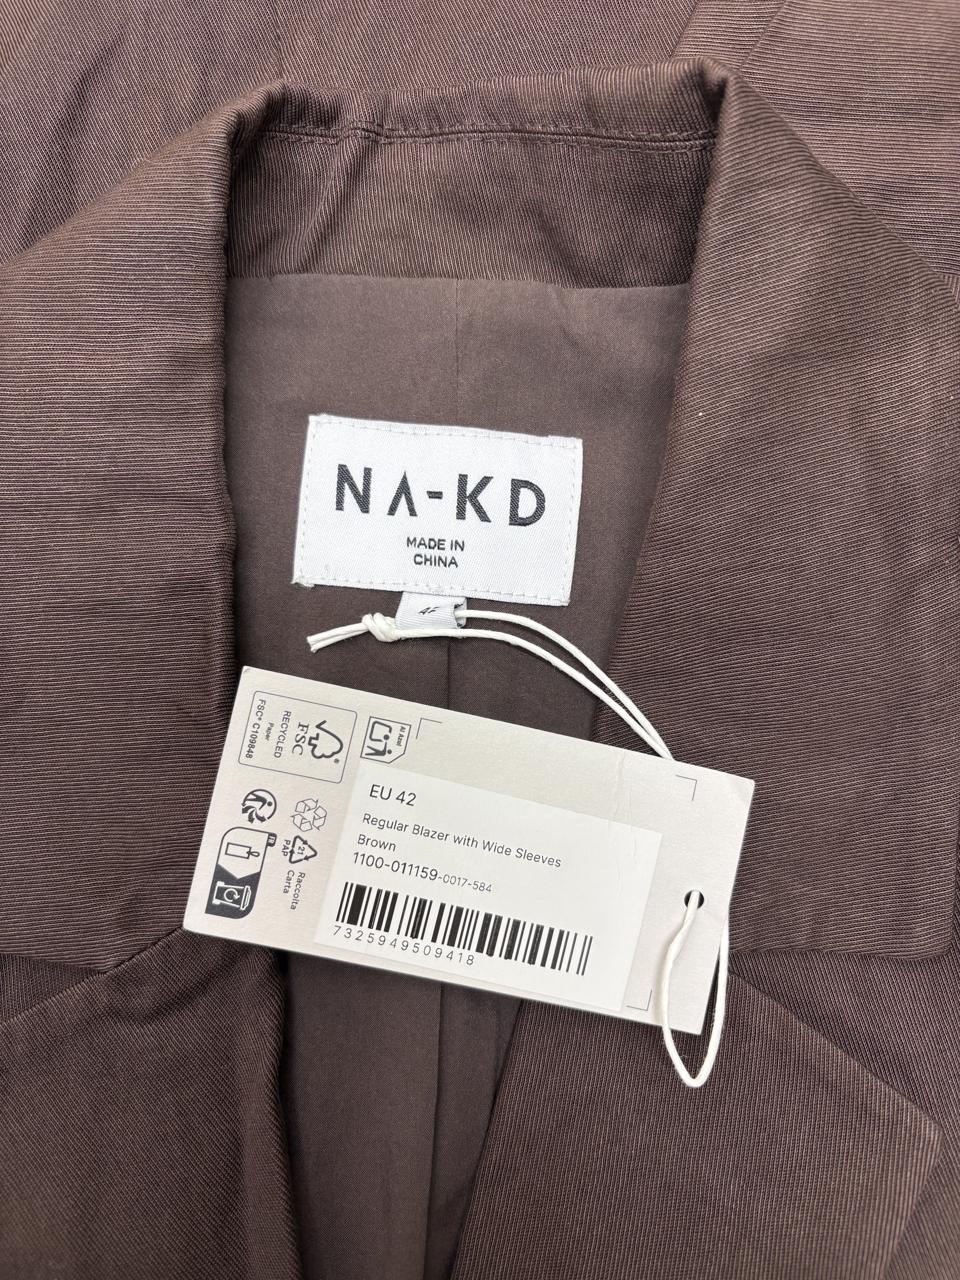 NA-KD
MADE IN
CHINA
EU 42
Regular Blazer with Wide Sleeves
Brown
1100-011159-0017-584
7325949509418
FSC
RECYCLED
Paper
FSC® C109848
21
PAP
Raccolta
Carta
FR